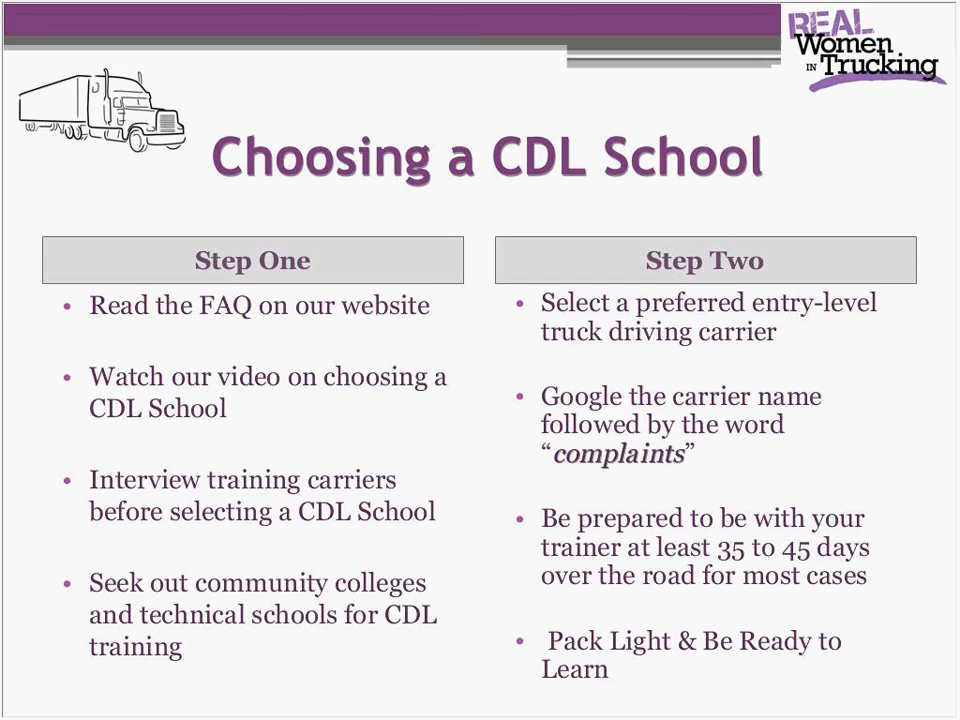 REAL
Women
IN Trucking
Choosing a CDL School
Step One
• Read the FAQ on our website
• Watch our video on choosing a
CDL School
• Interview training carriers
before selecting a CDL School
• Seek out community colleges
and technical schools for CDL
training
Step Two
• Select a preferred entry-level
truck driving carrier
• Google the carrier name
followed by the word
“complaints”
• Be prepared to be with your
trainer at least 35 to 45 days
over the road for most cases
• Pack Light & Be Ready to
Learn